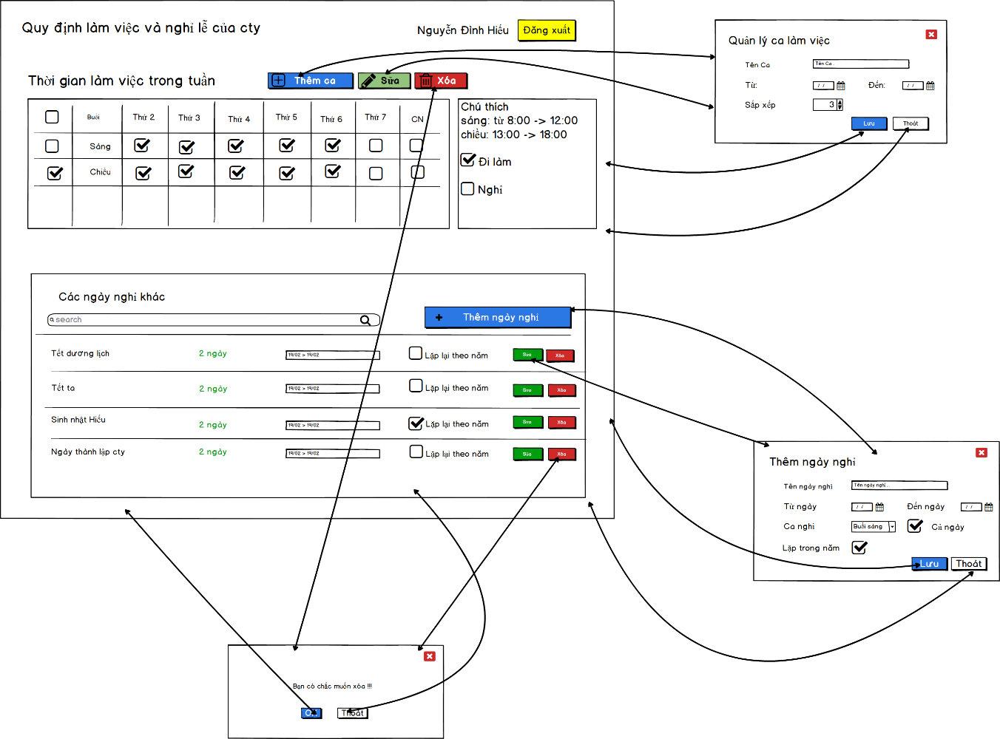 Quy định làm việc và nghỉ lễ của cty
Nguyễn Đình Hiếu
Đăng xuất
Thời gian làm việc trong tuần
Thêm ca
Sửa
Xóa
Buổi
Thứ 2
Thứ 3
Thứ 4
Thứ 5
Thứ 6
Thứ 7
CN
Sáng
Chiều
Chú thích
sáng: từ 8:00 -> 12:00
chiều: 13:00 -> 18:00
Đi làm
Nghỉ
Các ngày nghỉ khác
search
Thêm ngày nghỉ
Tết dương lịch
2 ngày
19/02 > 19/02
Lặp lại theo năm
Sửa
Xóa
Tết ta
2 ngày
19/02 > 19/02
Lặp lại theo năm
Sửa
Xóa
Sinh nhật Hiếu
2 ngày
19/02 > 19/02
Lặp lại theo năm
Sửa
Xóa
Ngày thành lập cty
2 ngày
19/02 > 19/02
Lặp lại theo năm
Sửa
Xóa
Quản lý ca làm việc
Tên Ca
Tên Ca..
Từ:
/ /
Đến:
/ /
Sắp xếp
3
Lưu
Thoát
Thêm ngày nghỉ
Tên ngày nghỉ
Tên ngày nghỉ...
Từ ngày
/ /
Đến ngày
/ /
Ca nghỉ
Buổi sáng
Cả ngày
Lặp trong năm
Lưu
Thoát
Bạn có chắc muốn xóa !!!
Thoát